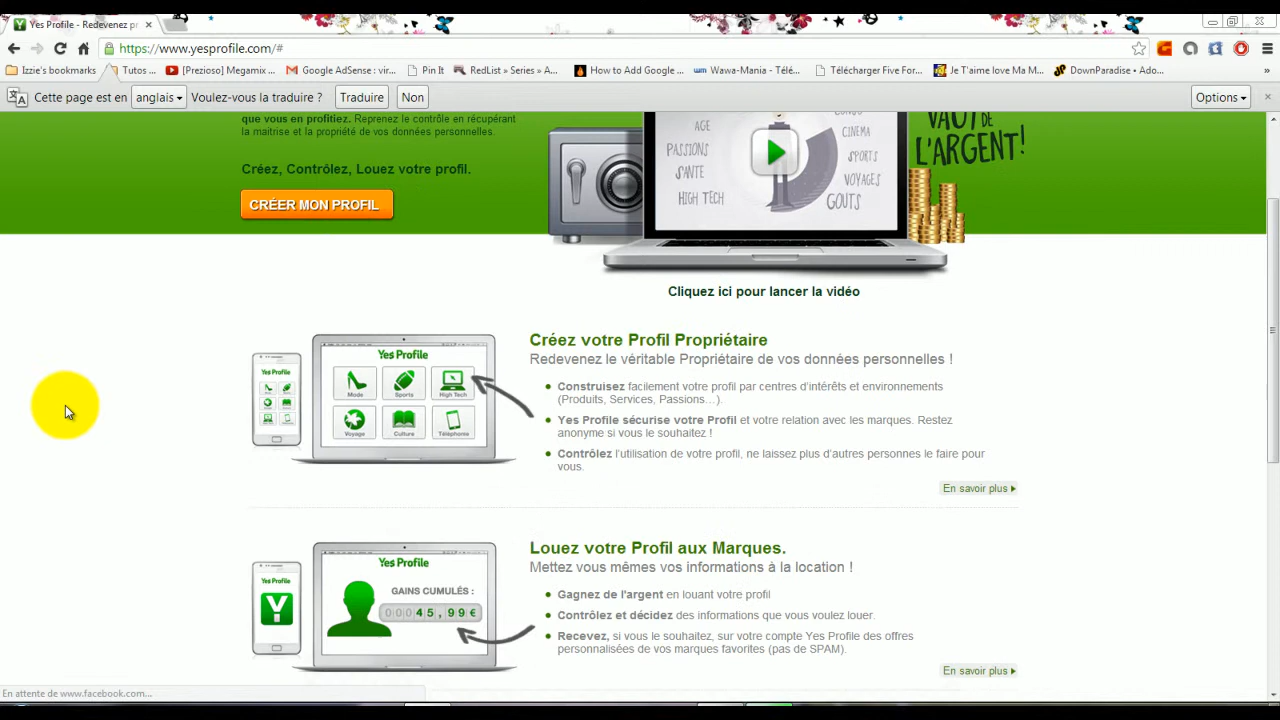 Yes Profile - Redevenez pr
https://www.yesprofile.com/#
Izzie's bookmarks Tutos ... [Prezioso] Megamix ... Google AdSense : vir... Pin It RedList » Series » A... How to Add Google ... Wawa-Mania - Télé... Télécharger Five For... Je T'aime love Ma M... DownParadise • Ado... »
Cette page est en anglais Voulez-vous la traduire ? Traduire Non Options
que vous en profitiez. Reprenez le contrôle en récupérant
la maitrise et la propriété de vos données personnelles.
Créez, Contrôlez, Louez votre profil.
CRÉER MON PROFIL
AGE
PASSIONS
SANTE
HIGH TECH
CINEMA
SPORTS
VOYAGES
GOUTS
VAUT DE
L'ARGENT!
Cliquez ici pour lancer la vidéo
Yes Profile
Yes Profile
Mode Sports High Tech
Voyage Culture Téléphonie
Créez votre Profil Propriétaire
Redevenez le véritable Propriétaire de vos données personnelles !
Construisez facilement votre profil par centres d'intérêts et environnements
(Produits, Services, Passions…).
Yes Profile sécurise votre Profil et votre relation avec les marques. Restez
anonyme si vous le souhaitez !
Contrôlez l'utilisation de votre profil, ne laissez plus d'autres personnes le faire pour
vous.
En savoir plus
Yes Profile
Y
Yes Profile
GAINS CUMULÉS :
00045,99€
Louez votre Profil aux Marques.
Mettez vous mêmes vos informations à la location !
Gagnez de l'argent en louant votre profil
Contrôlez et décidez des informations que vous voulez louer.
Recevez, si vous le souhaitez, sur votre compte Yes Profile des offres
personnalisées de vos marques favorites (pas de SPAM).
En savoir plus
En attente de www.facebook.com...